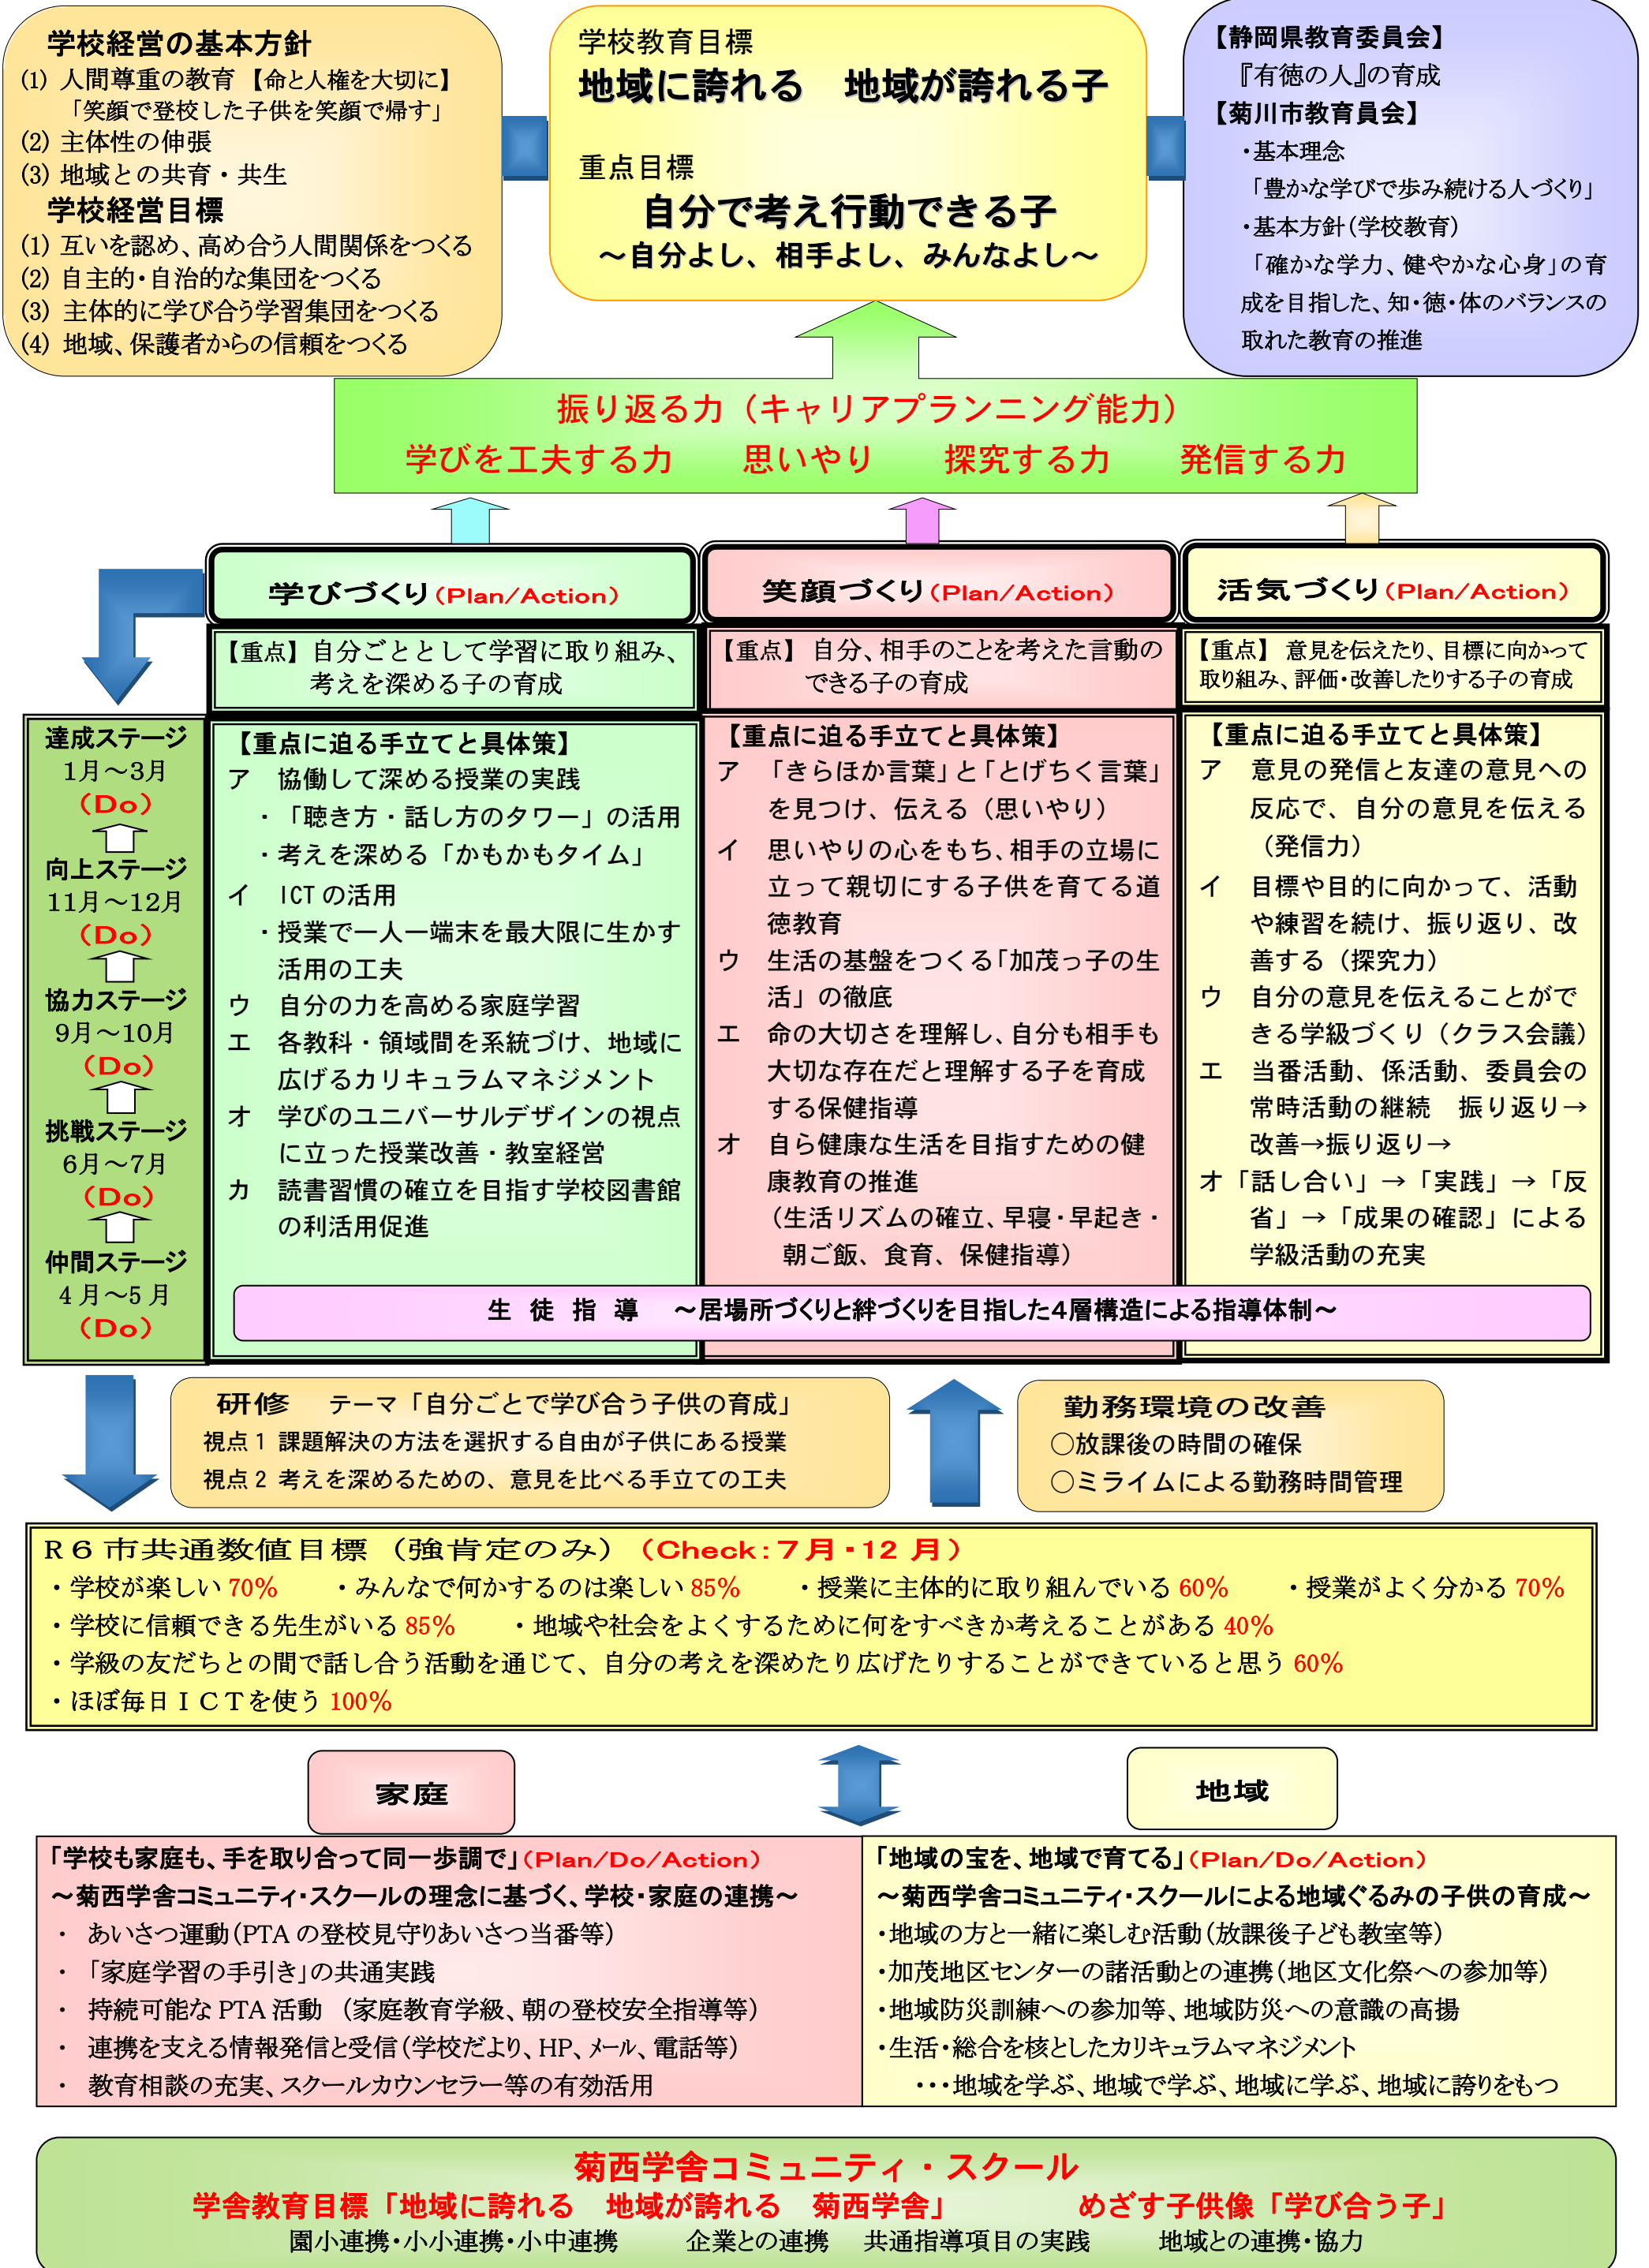 学校経営の基本方針
(1) 人間尊重の教育 【命と人権を大切に】
「笑顔で登校した子供を笑顔で帰す」
(2) 主体性の伸張
(3) 地域との共育・共生
学校経営目標
(1) 互いを認め、高め合う人間関係をつくる
(2) 自主的・自治的な集団をつくる
(3) 主体的に学び合う学習集団をつくる
(4) 地域、保護者からの信頼をつくる
学校教育目標
地域に誇れる 地域が誇れる子
重点目標
自分で考え行動できる子
～自分よし、相手よし、みんなよし～
【静岡県教育委員会】
『有徳の人』の育成
【菊川市教育員会】
・基本理念
「豊かな学びで歩み続ける人づくり」
・基本方針(学校教育)
「確かな学力、健やかな心身」の育
成を目指した、知・徳・体のバランスの
取れた教育の推進
振り返る力（キャリアプランニング能力）
学びを工夫する力 思いやり 探究する力 発信する力
学びづくり(Plan/Action)
【重点】自分ごととして学習に取り組み、
考えを深める子の育成
【重点に迫る手立てと具体策】
ア 協働して深める授業の実践
・「聴き方・話し方のタワー」の活用
・考えを深める「かもかもタイム」
イ ICTの活用
・授業で一人一端末を最大限に生かす
活用の工夫
ウ 自分の力を高める家庭学習
エ 各教科・領域間を系統づけ、地域に
広げるカリキュラムマネジメント
オ 学びのユニバーサルデザインの視点
に立った授業改善・教室経営
カ 読書習慣の確立を目指す学校図書館
の利活用促進
笑顔づくり(Plan/Action)
【重点】 自分、相手のことを考えた言動の
できる子の育成
【重点に迫る手立てと具体策】
ア 「きらほか言葉」と「とげちく言葉」
を見つけ、伝える（思いやり）
イ 思いやりの心をもち、相手の立場に
立って親切にする子供を育てる道
徳教育
ウ 生活の基盤をつくる「加茂っ子の生
活」の徹底
エ 命の大切さを理解し、自分も相手も
大切な存在だと理解する子を育成
する保健指導
オ 自ら健康な生活を目指すための健
康教育の推進
（生活リズムの確立、早寝・早起き・
朝ご飯、食育、保健指導）
活気づくり(Plan/Action)
【重点】 意見を伝えたり、目標に向かって
取り組み、評価・改善したりする子の育成
【重点に迫る手立てと具体策】
ア 意見の発信と友達の意見への
反応で、自分の意見を伝える
（発信力）
イ 目標や目的に向かって、活動
や練習を続け、振り返り、改
善する（探究力）
ウ 自分の意見を伝えることがで
きる学級づくり（クラス会議）
エ 当番活動、係活動、委員会の
常時活動の継続 振り返り→
改善→振り返り→
オ「話し合い」→「実践」→「反
省」→「成果の確認」による
学級活動の充実
達成ステージ
1月～3月
(Do)
向上ステージ
11月～12月
(Do)
協力ステージ
9月～10月
(Do)
挑戦ステージ
6月～7月
(Do)
仲間ステージ
4月～5月
(Do)
生 徒 指 導 ～居場所づくりと絆づくりを目指した4層構造による指導体制～
研修 テーマ「自分ごとで学び合う子供の育成」
視点1 課題解決の方法を選択する自由が子供にある授業
視点2 考えを深めるための、意見を比べる手立ての工夫
勤務環境の改善
○放課後の時間の確保
○ミライムによる勤務時間管理
R6市共通数値目標（強肯定のみ）(Check:7月・12月)
・学校が楽しい70% ・みんなで何かするのは楽しい85% ・授業に主体的に取り組んでいる60% ・授業がよく分かる70%
・学校に信頼できる先生がいる85% ・地域や社会をよくするために何をすべきか考えることがある40%
・学級の友だちとの間で話し合う活動を通じて、自分の考えを深めたり広げたりすることができていると思う60%
・ほぼ毎日ＩＣＴを使う100%
家庭
「学校も家庭も、手を取り合って同一歩調で」(Plan/Do/Action)
～菊西学舎コミュニティ・スクールの理念に基づく、学校・家庭の連携～
・ あいさつ運動(PTAの登校見守りあいさつ当番等)
・ 「家庭学習の手引き」の共通実践
・ 持続可能なPTA活動 (家庭教育学級、朝の登校安全指導等)
・ 連携を支える情報発信と受信(学校だより、HP、メール、電話等)
・ 教育相談の充実、スクールカウンセラー等の有効活用
地域
「地域の宝を、地域で育てる」(Plan/Do/Action)
～菊西学舎コミュニティ・スクールによる地域ぐるみの子供の育成～
・地域の方と一緒に楽しむ活動(放課後子ども教室等)
・加茂地区センターの諸活動との連携(地区文化祭への参加等)
・地域防災訓練への参加等、地域防災への意識の高揚
・生活・総合を核としたカリキュラムマネジメント
・・・地域を学ぶ、地域で学ぶ、地域に学ぶ、地域に誇りをもつ
菊西学舎コミュニティ・スクール
学舎教育目標「地域に誇れる 地域が誇れる 菊西学舎」 めざす子供像「学び合う子」
園小連携・小小連携・小中連携 企業との連携 共通指導項目の実践 地域との連携・協力